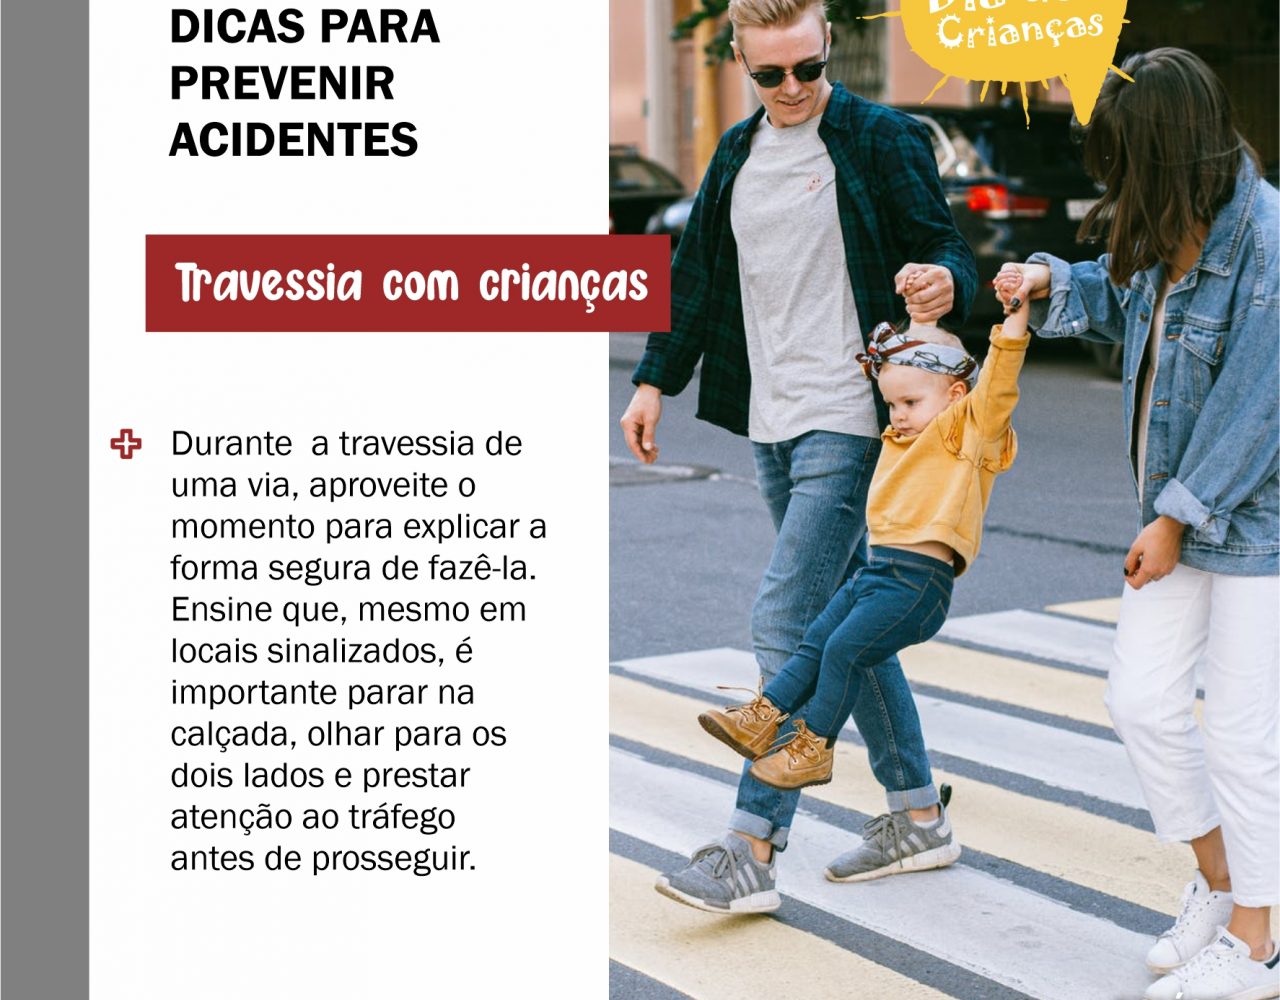 DICAS PARA
PREVENIR
ACIDENTES
Crianças
Travessia com crianças
Durante a travessia de
uma via, aproveite o
momento para explicar a
forma segura de fazê-la.
Ensine que, mesmo em
locais sinalizados, é
importante parar na
calçada, olhar para os
dois lados e prestar
atenção ao tráfego
antes de prosseguir.